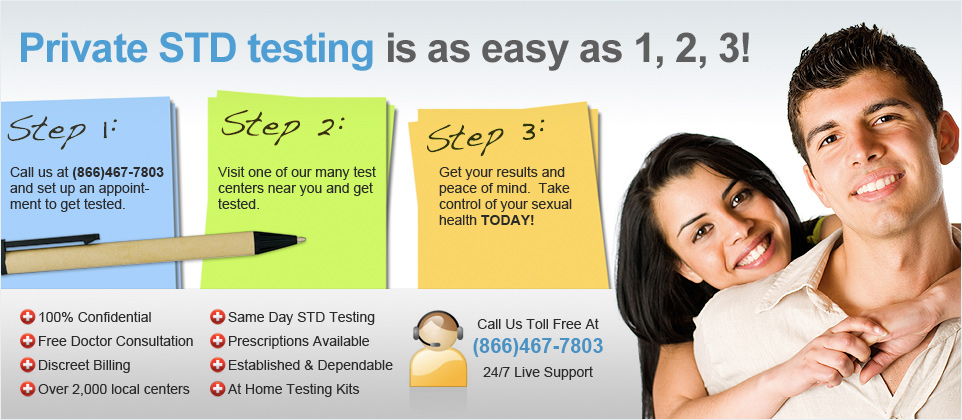 Private STD testing is as easy as 1, 2, 3!
Step 1:
Call us at (866)467-7803
and set up an appoint-
ment to get tested.
Step 2:
Visit one of our many test
centers near you and get
tested.
Step 3:
Get your results and
peace of mind. Take
control of your sexual
health TODAY!
100% Confidential
Free Doctor Consultation
Discreet Billing
Over 2,000 local centers
Same Day STD Testing
Prescriptions Available
Established & Dependable
At Home Testing Kits
Call Us Toll Free At
(866)467-7803
24/7 Live Support